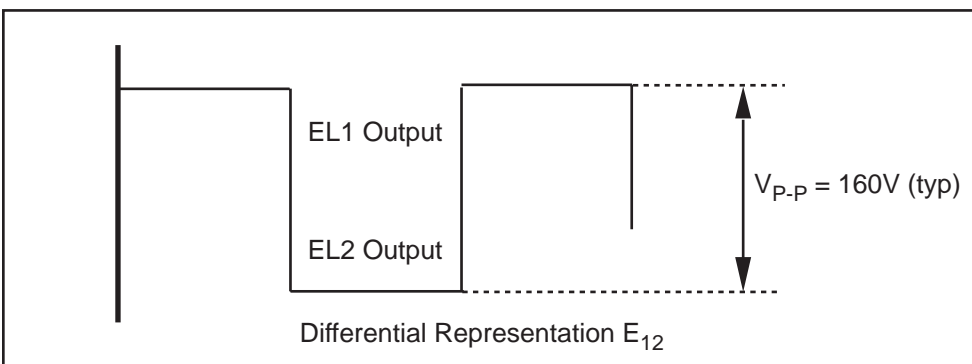 EL1 Output
V_P-P = 160V (typ)
EL2 Output
Differential Representation E_12